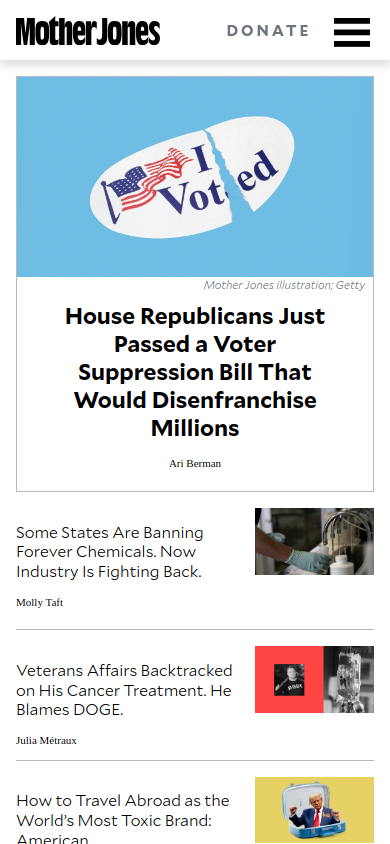 Mother Jones
DONATE
I
Voted
Mother Jones illustration; Getty
House Republicans Just
Passed a Voter
Suppression Bill That
Would Disenfranchise
Millions
Ari Berman
Some States Are Banning
Forever Chemicals. Now
Industry Is Fighting Back.
Molly Taft
Veterans Affairs Backtracked
on His Cancer Treatment. He
Blames DOGE.
Julia Métraux
How to Travel Abroad as the
World’s Most Toxic Brand:
American